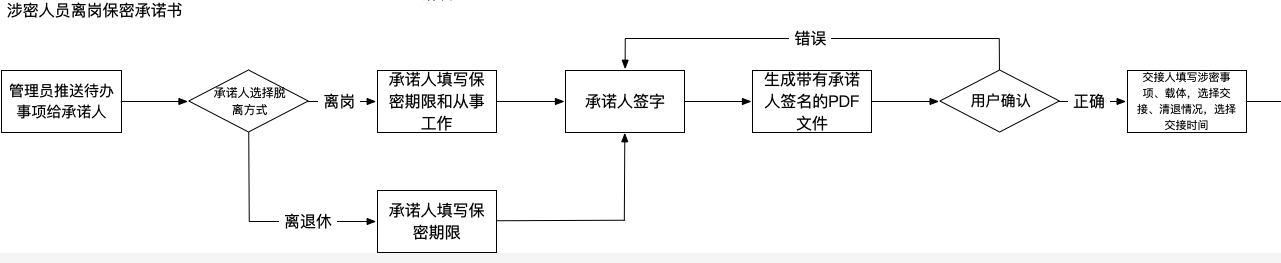 涉密人员离岗保密承诺书
错误
管理员推送待办
事项给承诺人
承诺人选择脱
离方式
离岗
承诺人填写保
密期限和从事
工作
承诺人签字
生成带有承诺
人签名的PDF
文件
用户确认
正确
交接人填写涉密事
项、载体，选择交
接、清退情况，选择
交接时间
离退休
承诺人填写保
密期限